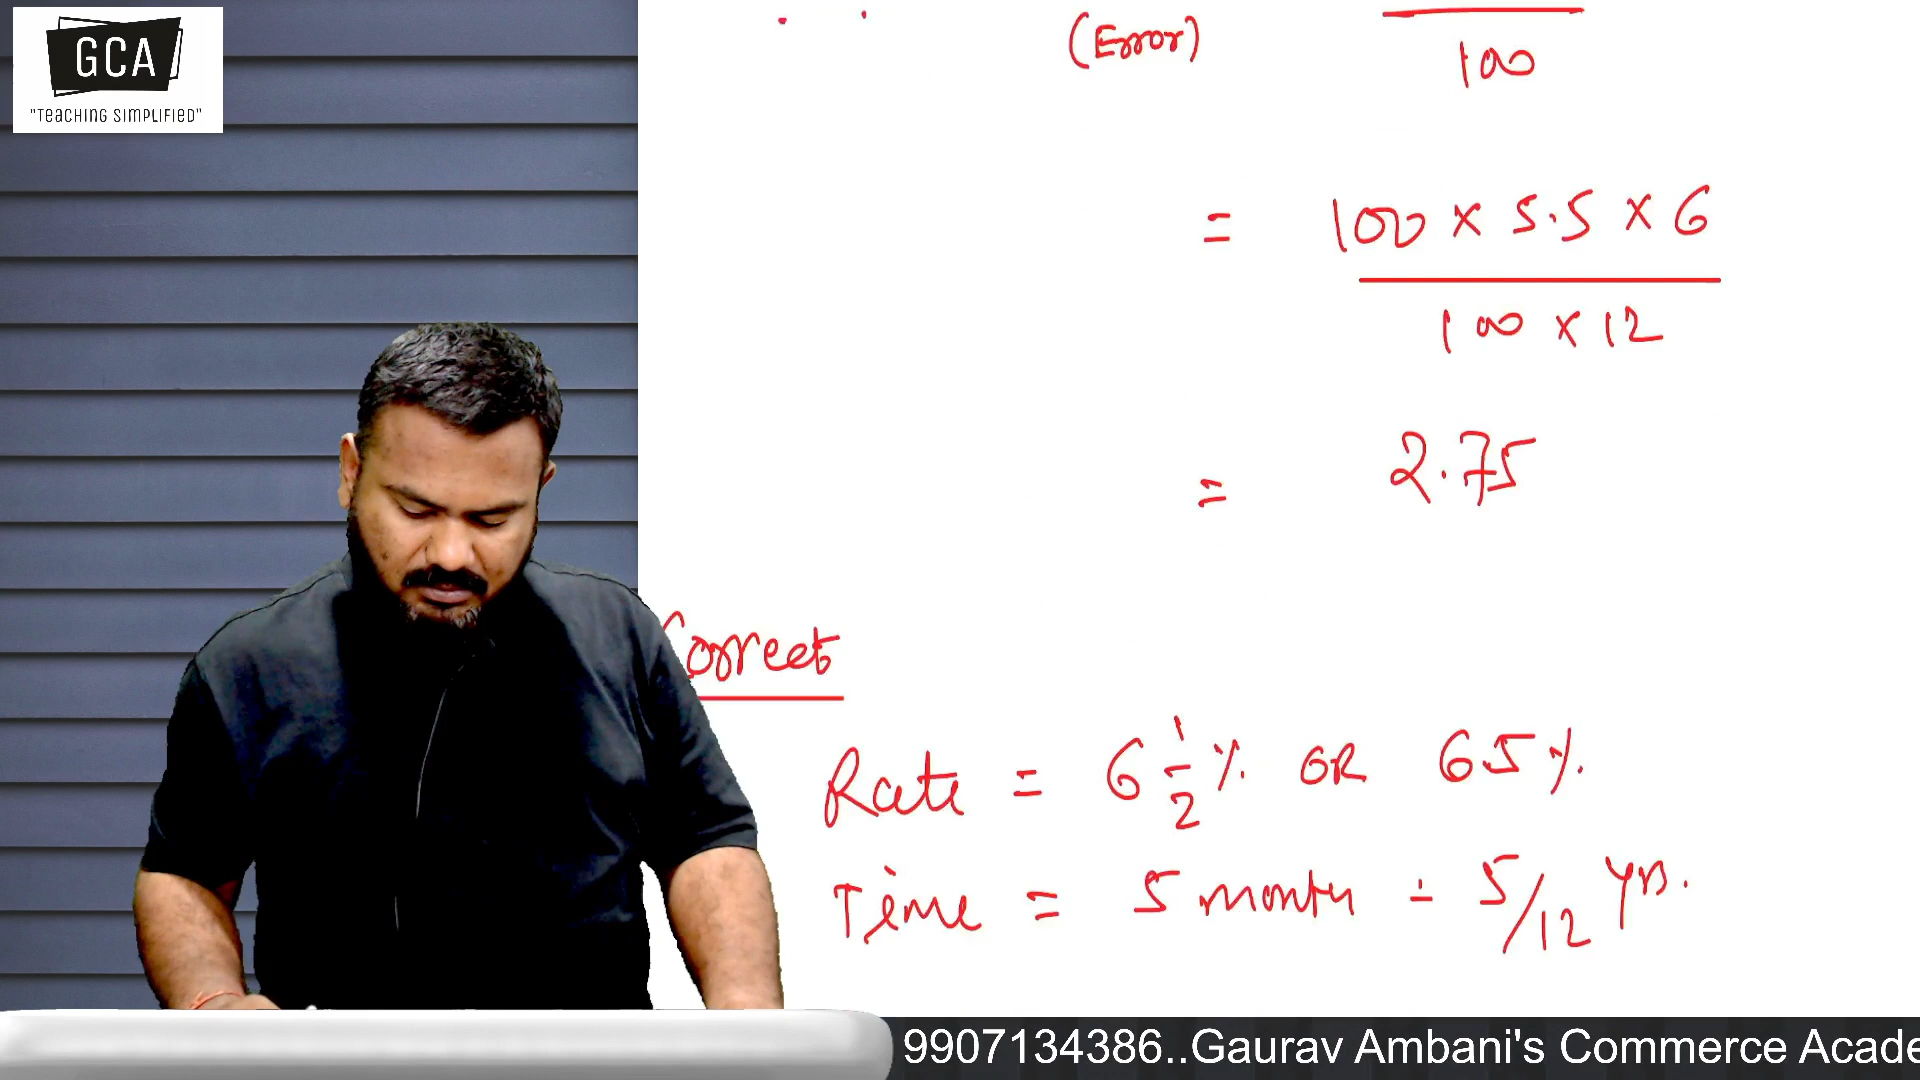 GCA
"Teaching Simplified"
(Error)
100
= 100 × 5.5 × 6
100 × 12
= 2.75
Correct
Rate = 6 1/2 % OR 6.5 %
Time = 5 month = 5/12 yrs.
9907134386..Gaurav Ambani's Commerce Acade